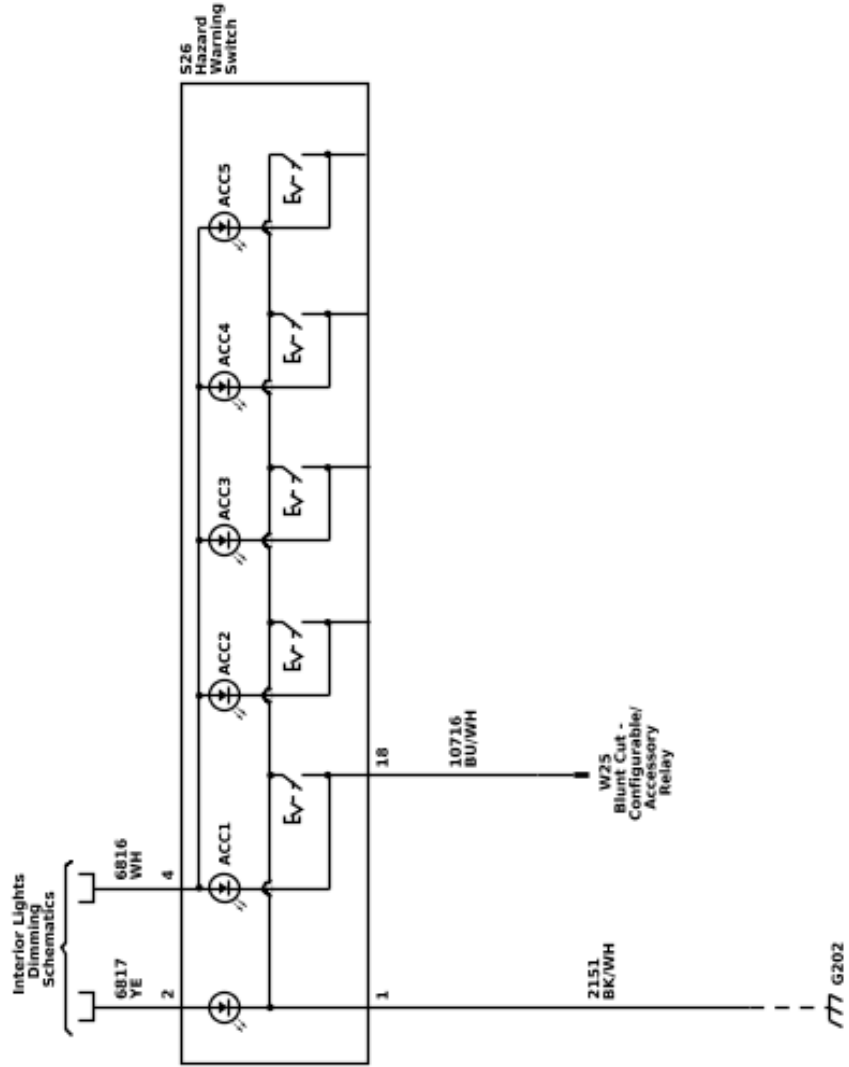 S26
Hazard
Warning
Switch
Interior Lights
Dimming
Schematics
6817
YE
2
6816
WH
4
ACC1
ACC2
ACC3
ACC4
ACC5
1
18
2151
BK/WH
10716
BU/WH
W25
Blunt Cut -
Configurable/
Accessory
Relay
G202